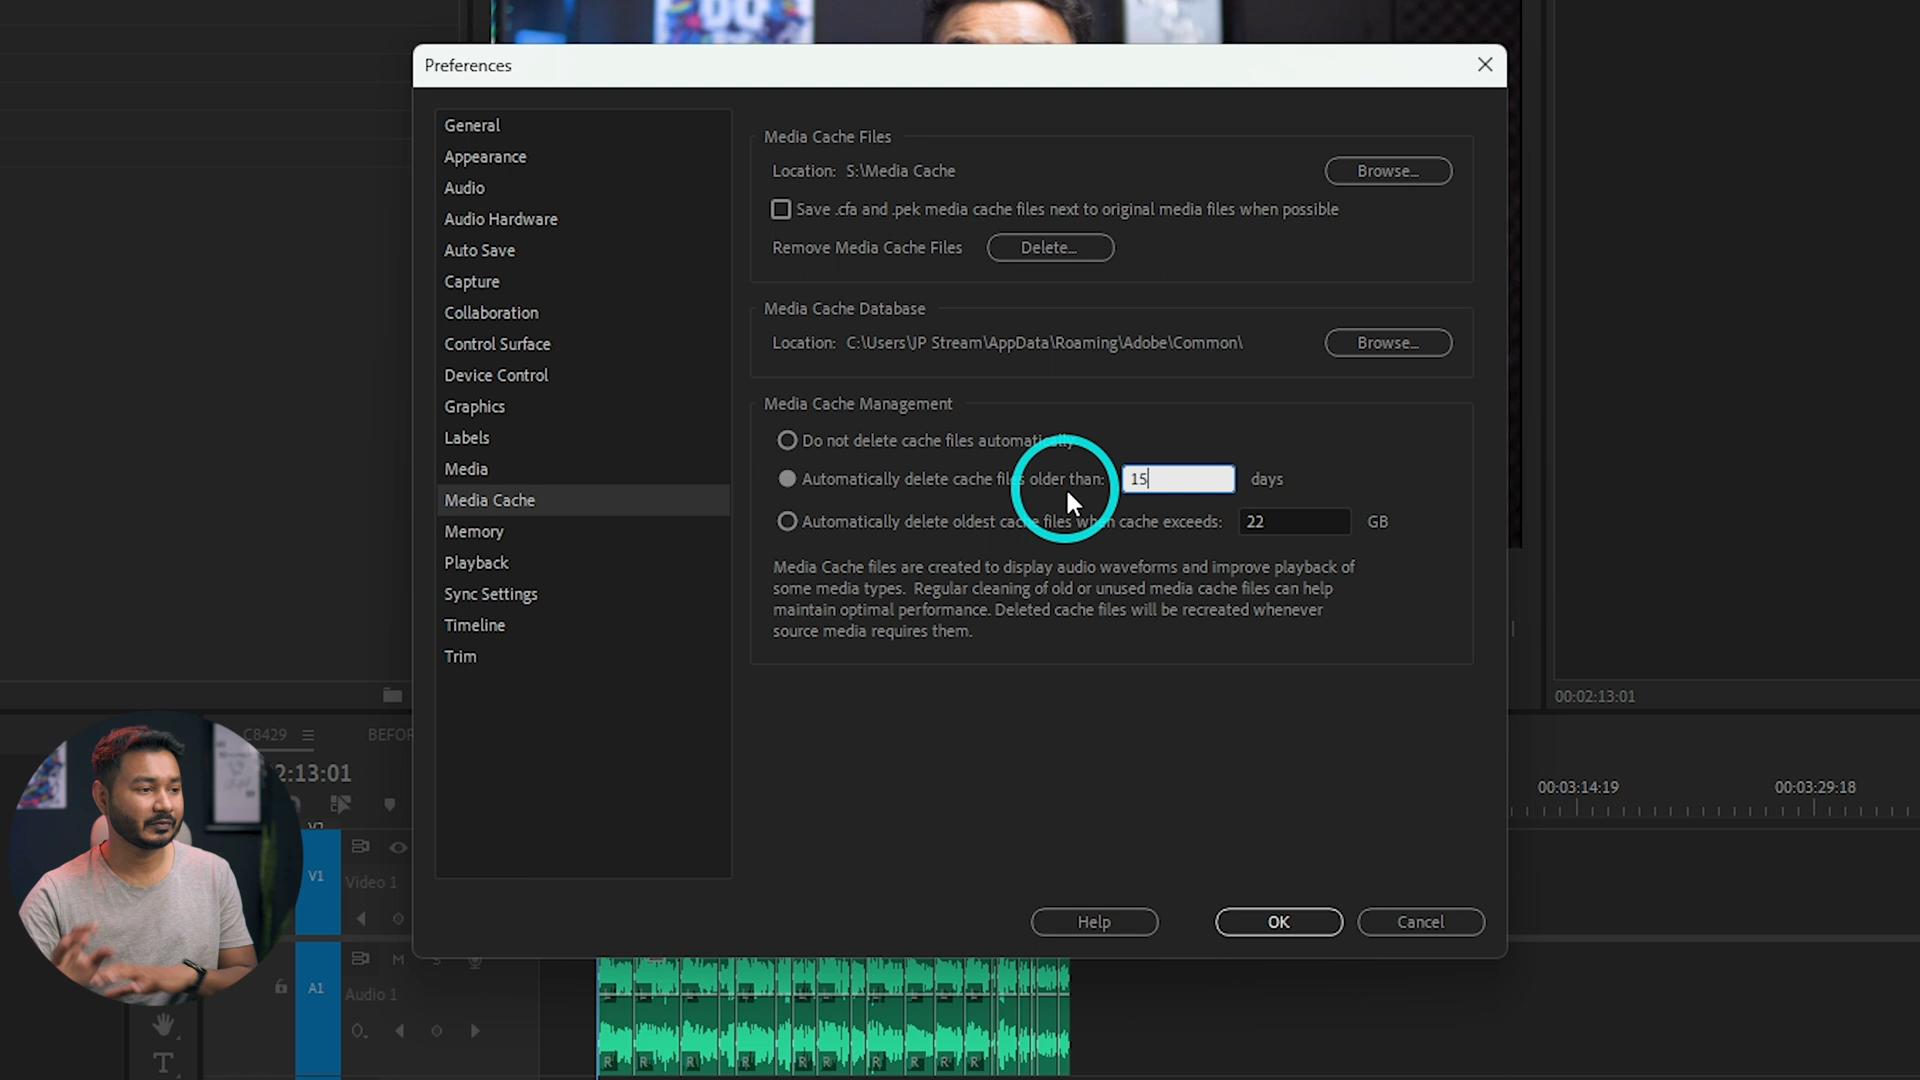 Preferences
General
Appearance
Audio
Audio Hardware
Auto Save
Capture
Collaboration
Control Surface
Device Control
Graphics
Labels
Media
Media Cache
Memory
Playback
Sync Settings
Timeline
Trim
Media Cache Files
Location: S:\Media Cache
Browse...
Save .cfa and .pek media cache files next to original media files when possible
Remove Media Cache Files Delete...
Media Cache Database
Location: C:\Users\JP Stream\AppData\Roaming\Adobe\Common\
Browse...
Media Cache Management
Do not delete cache files automatically
Automatically delete cache files older than: 15 days
Automatically delete oldest cache files when cache exceeds: 22 GB
Media Cache files are created to display audio waveforms and improve playback of
some media types. Regular cleaning of old or unused media cache files can help
maintain optimal performance. Deleted cache files will be recreated whenever
source media requires them.
Help OK Cancel
00:02:13:01
C8429 BEFOR
2:13:01
00:03:14:19 00:03:29:18
V1 Video 1
M S
A1 Audio 1
R R R R R R R R R R